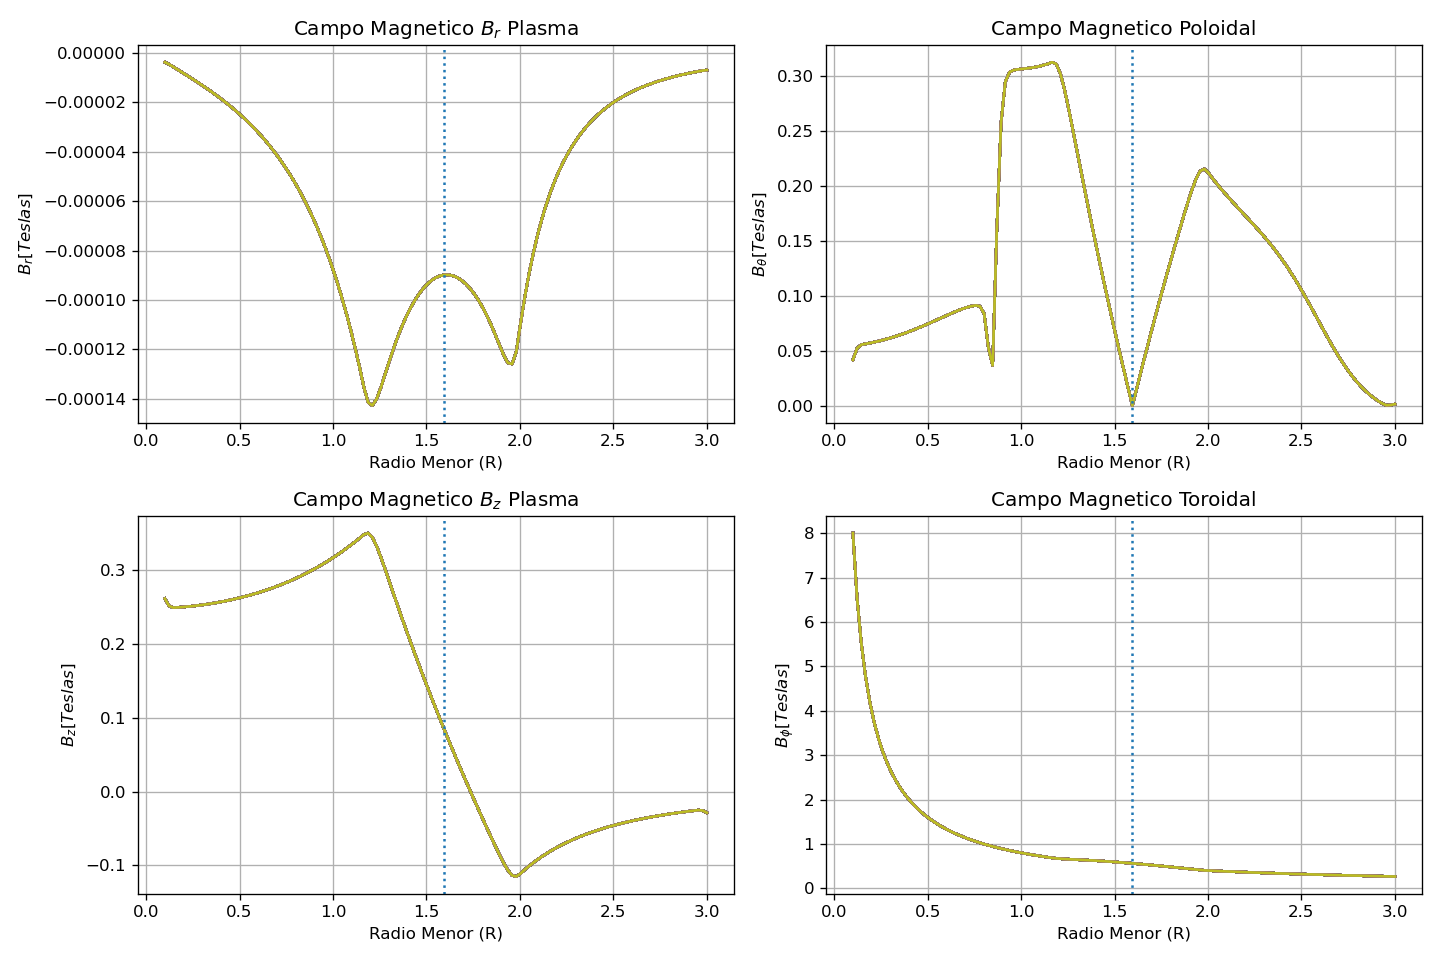 Campo Magnetico B_r Plasma
B_r[Teslas]
0.00000
−0.00002
−0.00004
−0.00006
−0.00008
−0.00010
−0.00012
−0.00014
0.0 0.5 1.0 1.5 2.0 2.5 3.0
Radio Menor (R)
Campo Magnetico Poloidal
B_θ[Teslas]
0.30
0.25
0.20
0.15
0.10
0.05
0.00
0.0 0.5 1.0 1.5 2.0 2.5 3.0
Radio Menor (R)
Campo Magnetico B_z Plasma
B_z[Teslas]
0.3
0.2
0.1
0.0
−0.1
0.0 0.5 1.0 1.5 2.0 2.5 3.0
Radio Menor (R)
Campo Magnetico Toroidal
B_ϕ[Teslas]
8
7
6
5
4
3
2
1
0
0.0 0.5 1.0 1.5 2.0 2.5 3.0
Radio Menor (R)